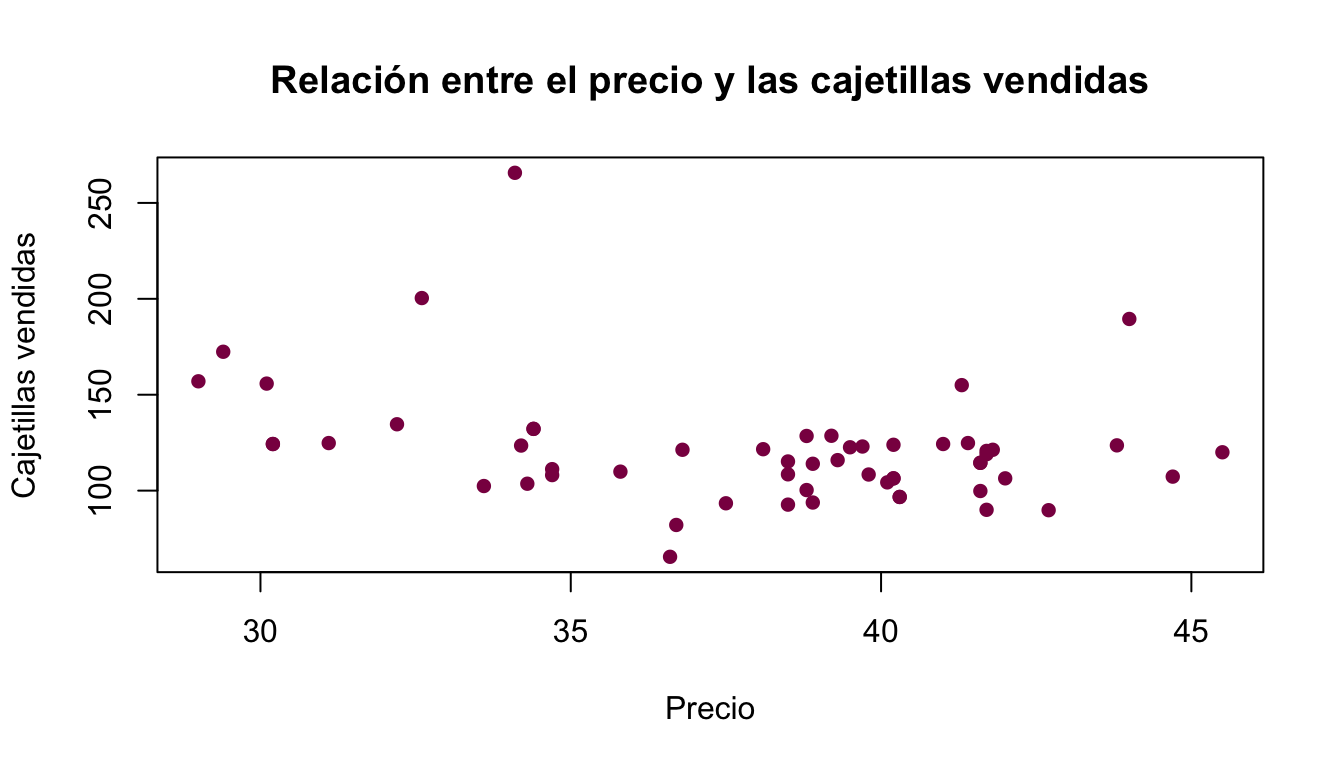 Relación entre el precio y las cajetillas vendidas
Cajetillas vendidas
250
200
150
100
30 35 40 45
Precio